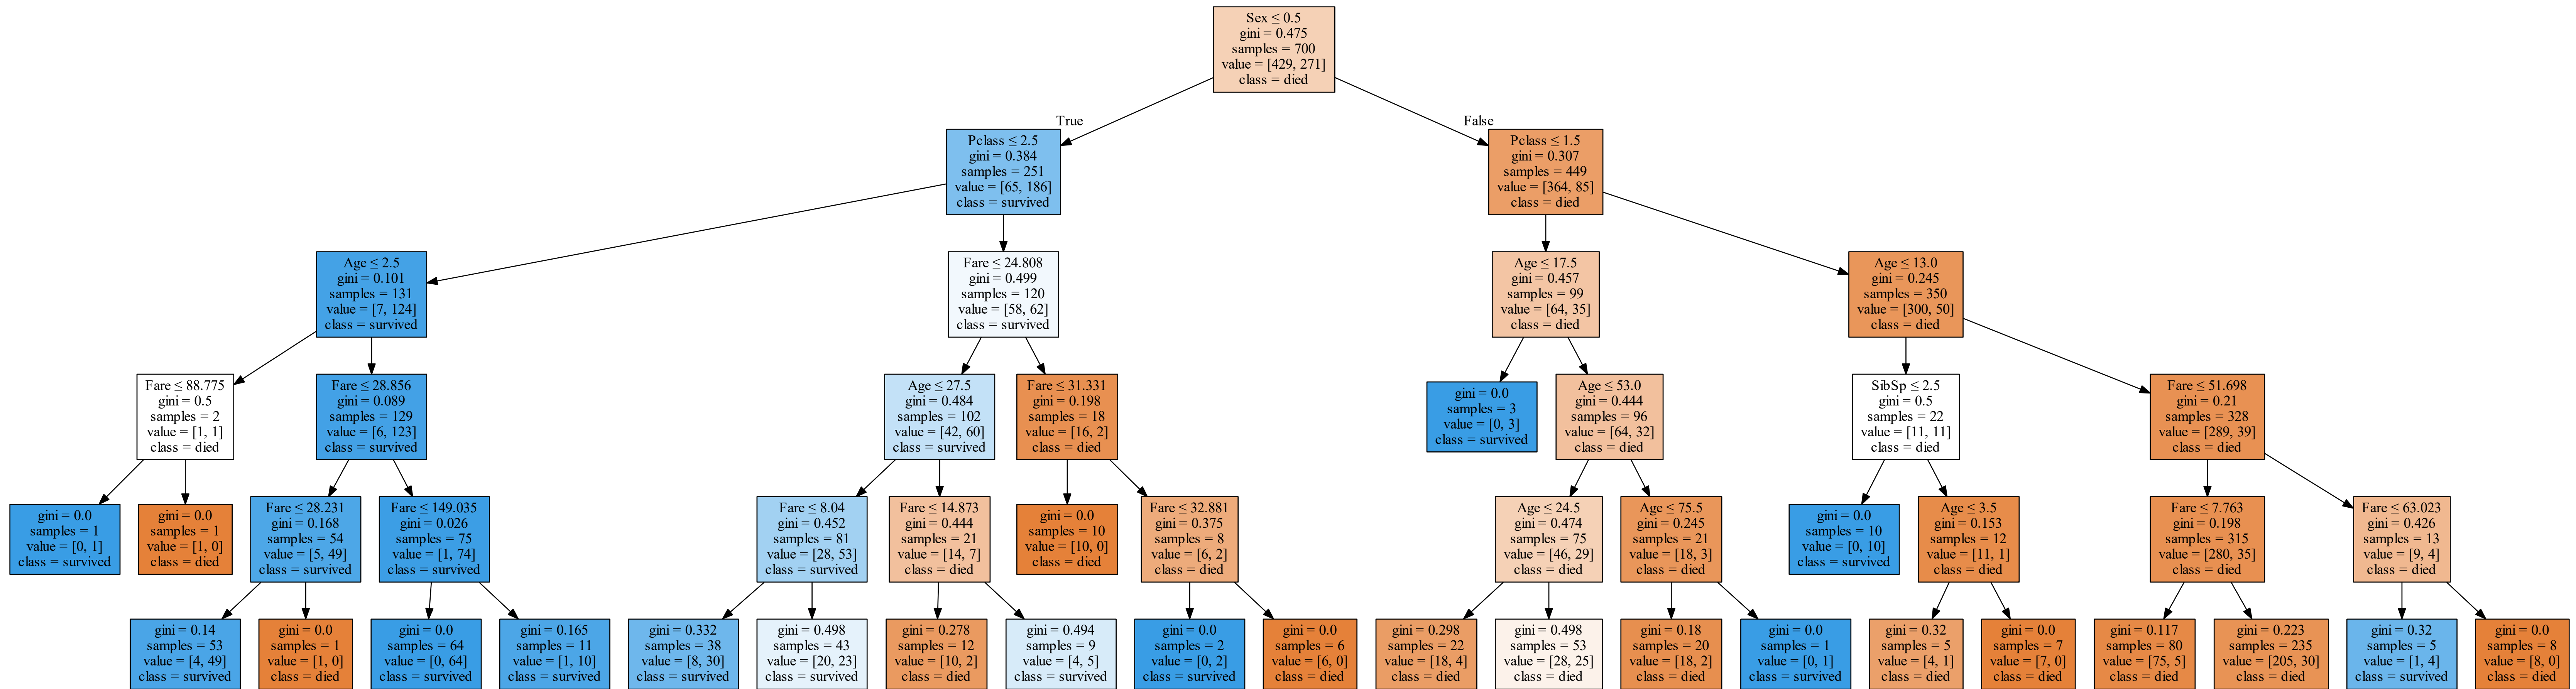 Sex ≤ 0.5
gini = 0.475
samples = 700
value = [429, 271]
class = died
True
False
Pclass ≤ 2.5
gini = 0.384
samples = 251
value = [65, 186]
class = survived
Pclass ≤ 1.5
gini = 0.307
samples = 449
value = [364, 85]
class = died
Age ≤ 2.5
gini = 0.101
samples = 131
value = [7, 124]
class = survived
Fare ≤ 24.808
gini = 0.499
samples = 120
value = [58, 62]
class = survived
Age ≤ 17.5
gini = 0.457
samples = 99
value = [64, 35]
class = died
Age ≤ 13.0
gini = 0.245
samples = 350
value = [300, 50]
class = died
Fare ≤ 88.775
gini = 0.5
samples = 2
value = [1, 1]
class = died
Fare ≤ 28.856
gini = 0.089
samples = 129
value = [6, 123]
class = survived
Age ≤ 27.5
gini = 0.484
samples = 102
value = [42, 60]
class = survived
Fare ≤ 31.331
gini = 0.198
samples = 18
value = [16, 2]
class = died
gini = 0.0
samples = 3
value = [0, 3]
class = survived
Age ≤ 53.0
gini = 0.444
samples = 96
value = [64, 32]
class = died
SibSp ≤ 2.5
gini = 0.5
samples = 22
value = [11, 11]
class = died
Fare ≤ 51.698
gini = 0.21
samples = 328
value = [289, 39]
class = died
gini = 0.0
samples = 1
value = [0, 1]
class = survived
gini = 0.0
samples = 1
value = [1, 0]
class = died
Fare ≤ 28.231
gini = 0.168
samples = 54
value = [5, 49]
class = survived
Fare ≤ 149.035
gini = 0.026
samples = 75
value = [1, 74]
class = survived
Fare ≤ 8.04
gini = 0.452
samples = 81
value = [28, 53]
class = survived
Fare ≤ 14.873
gini = 0.444
samples = 21
value = [14, 7]
class = died
gini = 0.0
samples = 10
value = [10, 0]
class = died
Fare ≤ 32.881
gini = 0.375
samples = 8
value = [6, 2]
class = died
Age ≤ 24.5
gini = 0.474
samples = 75
value = [46, 29]
class = died
Age ≤ 75.5
gini = 0.245
samples = 21
value = [18, 3]
class = died
gini = 0.0
samples = 10
value = [0, 10]
class = survived
Age ≤ 3.5
gini = 0.153
samples = 12
value = [11, 1]
class = died
Fare ≤ 7.763
gini = 0.198
samples = 315
value = [280, 35]
class = died
Fare ≤ 63.023
gini = 0.426
samples = 13
value = [9, 4]
class = died
gini = 0.14
samples = 53
value = [4, 49]
class = survived
gini = 0.0
samples = 1
value = [1, 0]
class = died
gini = 0.0
samples = 64
value = [0, 64]
class = survived
gini = 0.165
samples = 11
value = [1, 10]
class = survived
gini = 0.332
samples = 38
value = [8, 30]
class = survived
gini = 0.498
samples = 43
value = [20, 23]
class = survived
gini = 0.278
samples = 12
value = [10, 2]
class = died
gini = 0.494
samples = 9
value = [4, 5]
class = survived
gini = 0.0
samples = 2
value = [0, 2]
class = survived
gini = 0.0
samples = 6
value = [6, 0]
class = died
gini = 0.298
samples = 22
value = [18, 4]
class = died
gini = 0.498
samples = 53
value = [28, 25]
class = died
gini = 0.18
samples = 20
value = [18, 2]
class = died
gini = 0.0
samples = 1
value = [0, 1]
class = survived
gini = 0.32
samples = 5
value = [4, 1]
class = died
gini = 0.0
samples = 7
value = [7, 0]
class = died
gini = 0.117
samples = 80
value = [75, 5]
class = died
gini = 0.223
samples = 235
value = [205, 30]
class = died
gini = 0.32
samples = 5
value = [1, 4]
class = survived
gini = 0.0
samples = 8
value = [8, 0]
class = died